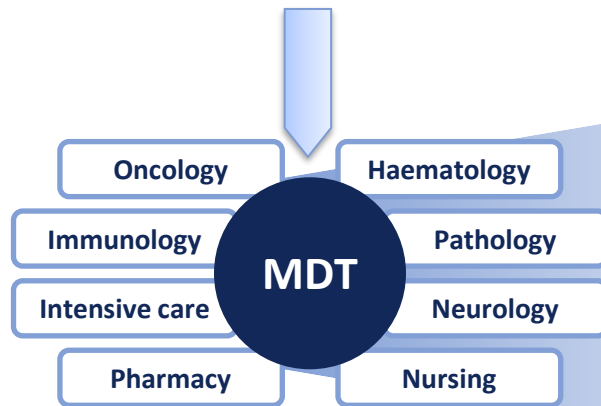 Oncology
Haematology
Immunology
Pathology
MDT
Intensive care
Neurology
Pharmacy
Nursing